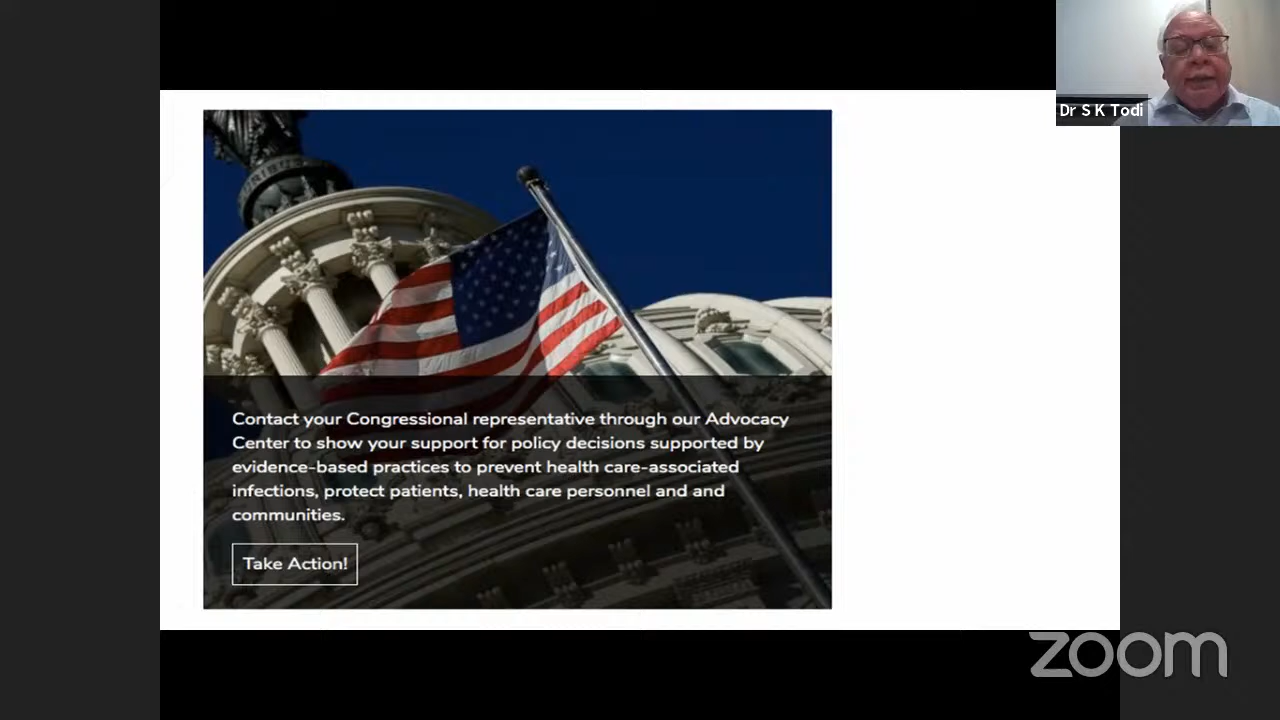 Dr S K Todi
Contact your Congressional representative through our Advocacy
Center to show your support for policy decisions supported by
evidence-based practices to prevent health care-associated
infections, protect patients, health care personnel and and
communities.
Take Action!
zoom